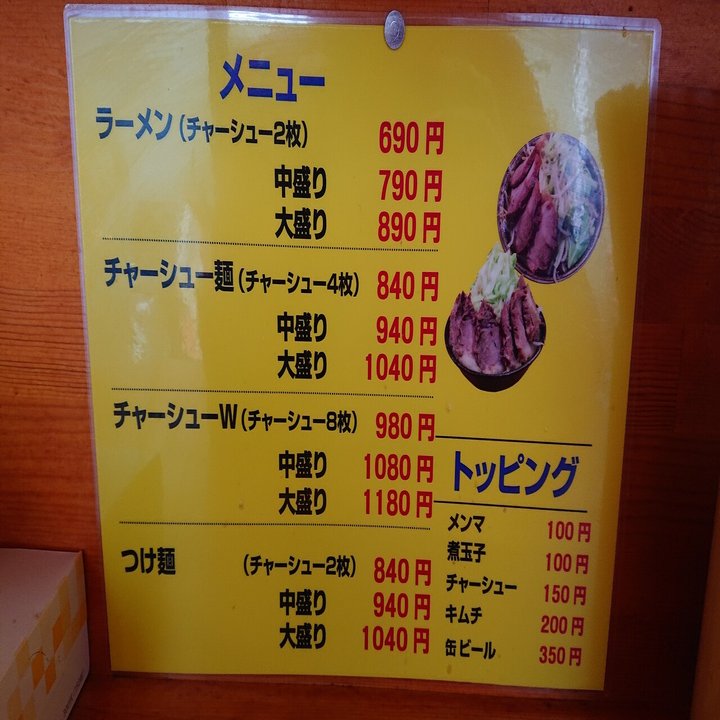 メニュー
ラーメン(チャーシュー2枚) 690円
中盛り 790円
大盛り 890円
チャーシュー麺(チャーシュー4枚) 840円
中盛り 940円
大盛り 1040円
チャーシューW(チャーシュー8枚) 980円
中盛り 1080円
大盛り 1180円
つけ麺 (チャーシュー2枚) 840円
中盛り 940円
大盛り 1040円
トッピング
メンマ 100円
煮玉子 100円
チャーシュー 150円
キムチ 200円
缶ビール 350円